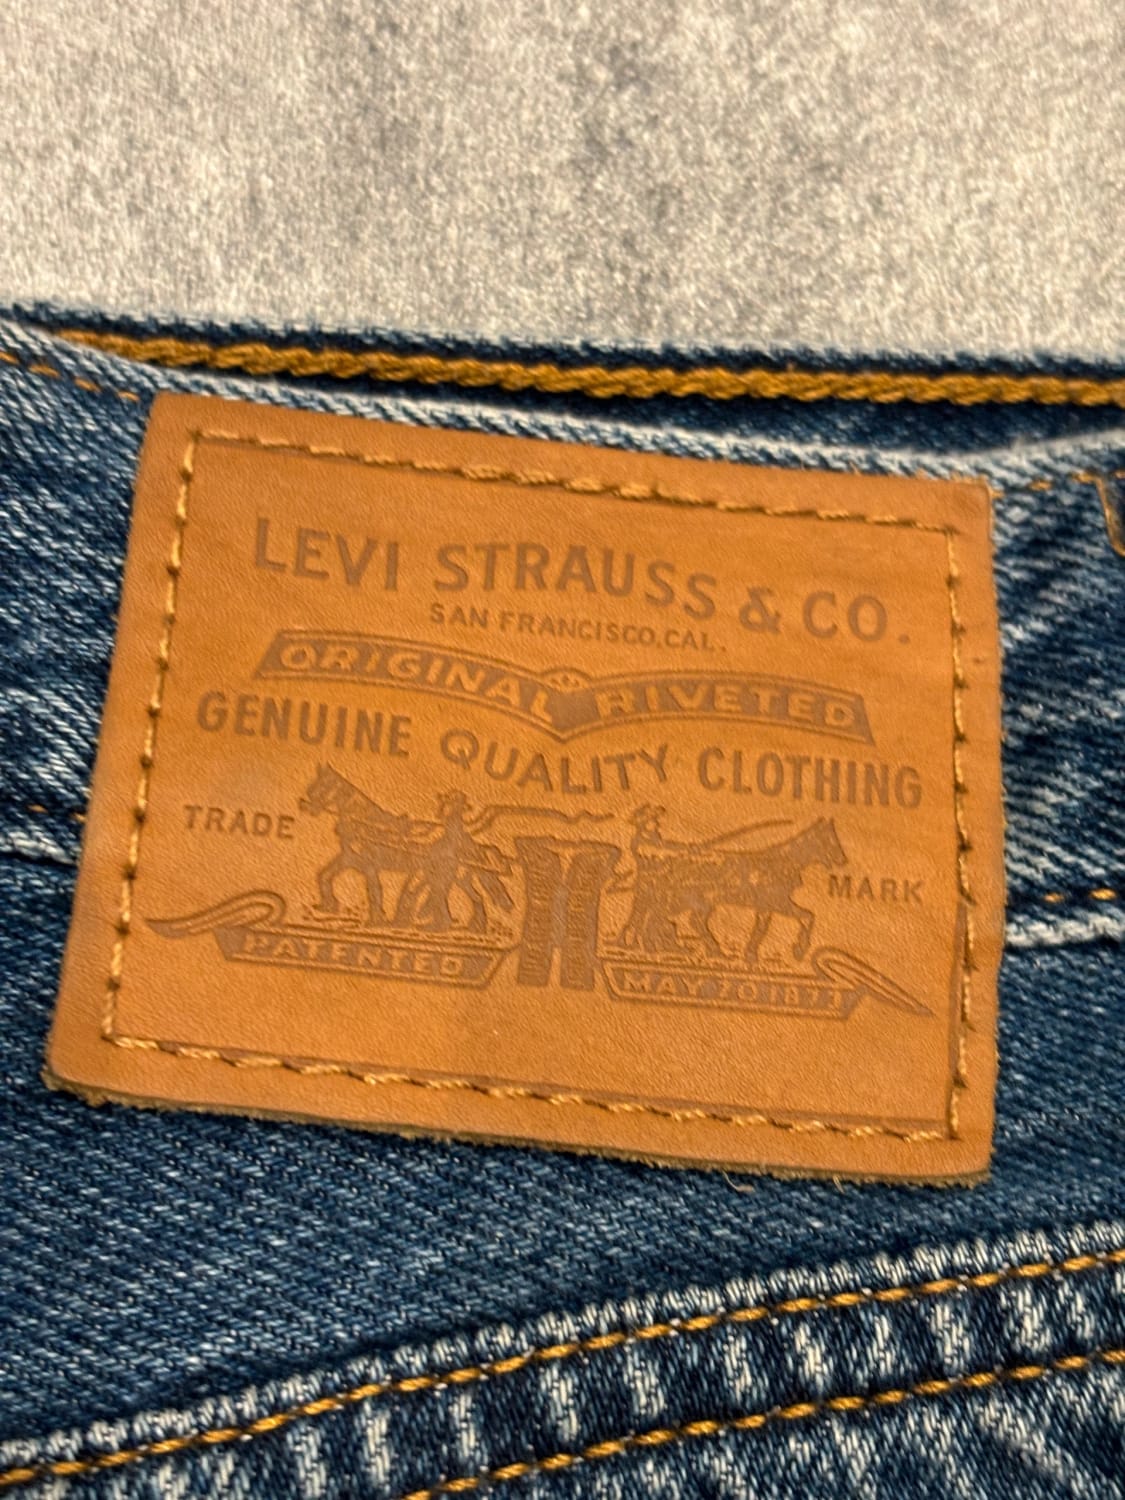 LEVI STRAUSS & CO.
SAN FRANCISCO, CAL.
ORIGINAL RIVETED
GENUINE QUALITY CLOTHING
TRADE MARK
PATENTED MAY 20 1873